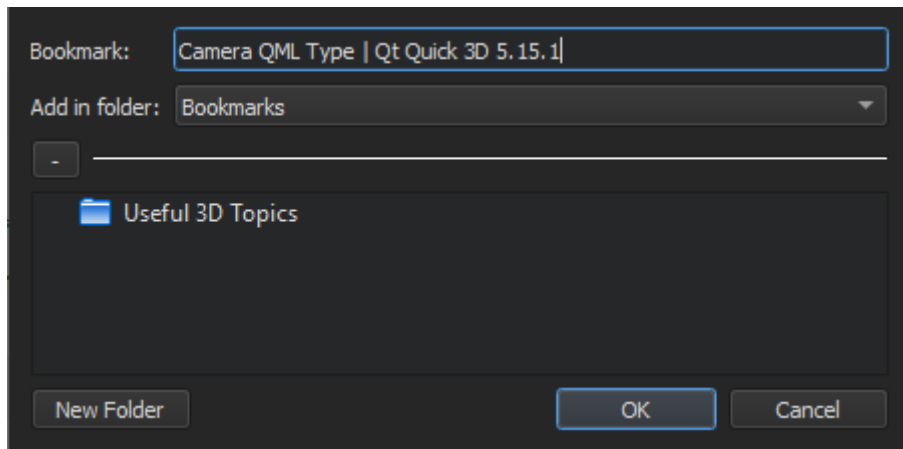 Bookmark: Camera QML Type | Qt Quick 3D 5.15.1
Add in folder: Bookmarks
-
Useful 3D Topics
New Folder OK Cancel